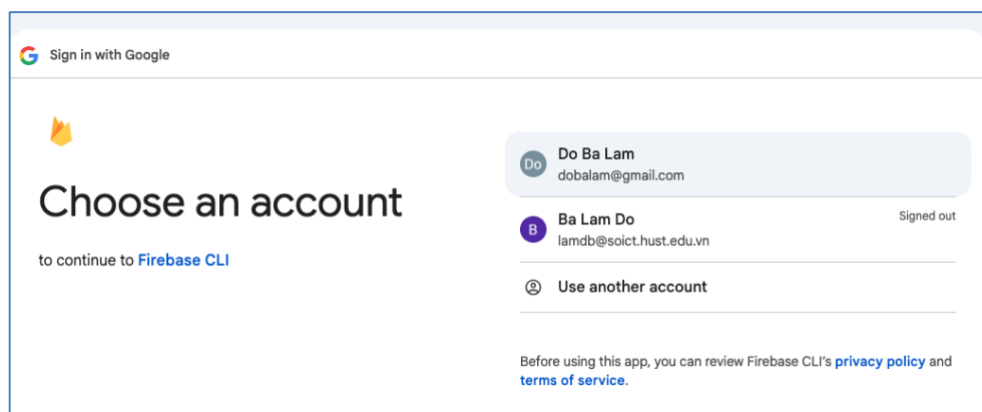 Sign in with Google
Choose an account
to continue to Firebase CLI
Do
Do Ba Lam
dobalam@gmail.com
B
Ba Lam Do
Signed out
lamdb@soict.hust.edu.vn
Use another account
Before using this app, you can review Firebase CLI's privacy policy and
terms of service.